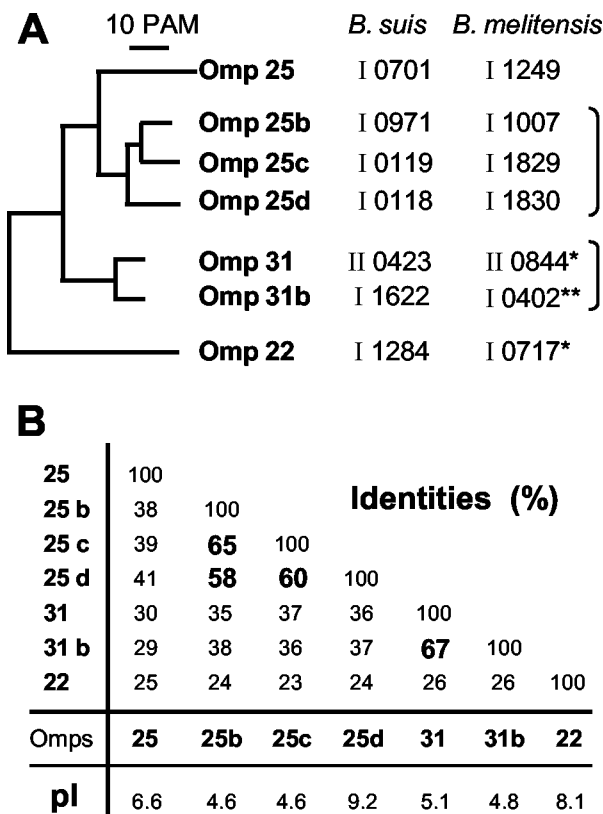 A
10 PAM B. suis B. melitensis
Omp 25 I 0701 I 1249
Omp 25b I 0971 I 1007
Omp 25c I 0119 I 1829
Omp 25d I 0118 I 1830
Omp 31 II 0423 II 0844*
Omp 31b I 1622 I 0402**
Omp 22 I 1284 I 0717*
B
Identities (%)
25 100
25 b 38 100
25 c 39 65 100
25 d 41 58 60 100
31 30 35 37 36 100
31 b 29 38 36 37 67 100
22 25 24 23 24 26 26 100
Omps 25 25b 25c 25d 31 31b 22
pI 6.6 4.6 4.6 9.2 5.1 4.8 8.1